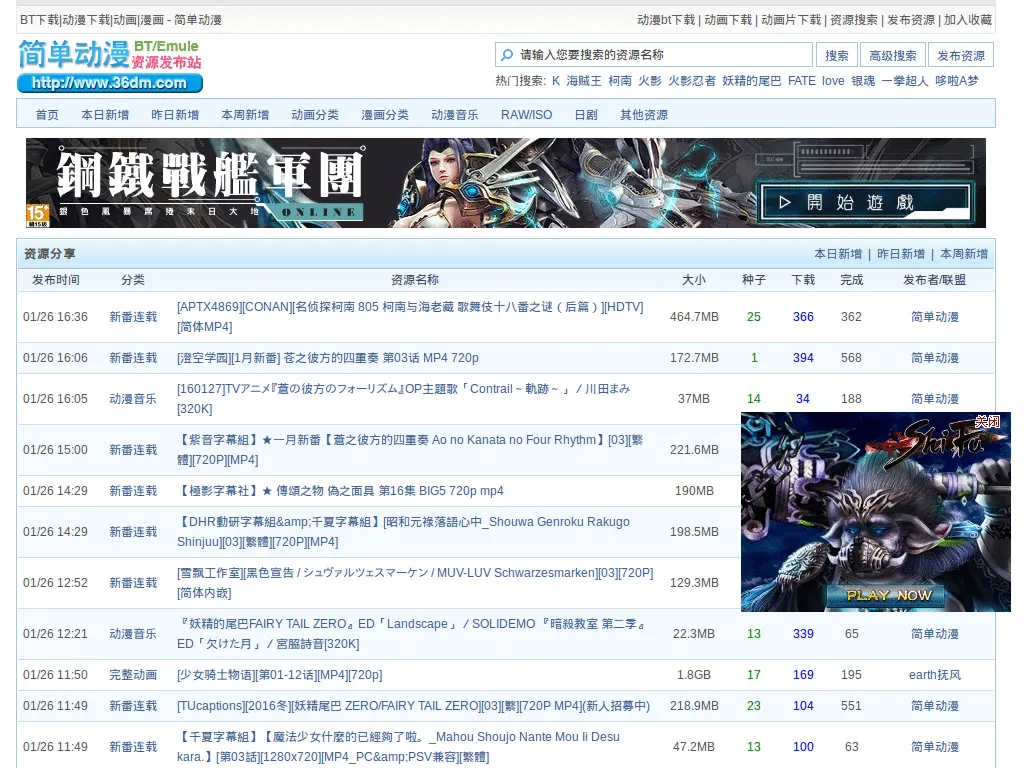 BT下载|动漫下载|动画|漫画 - 简单动漫
动漫bt下载 | 动画下载 | 动画片下载 | 资源搜索 | 发布资源 | 加入收藏
简单动漫 BT/Emule 资源发布站
http://www.36dm.com
请输入您要搜索的资源名称
搜索 高级搜索 发布资源
热门搜索: K 海贼王 柯南 火影 火影忍者 妖精的尾巴 FATE love 银魂 一拳超人 哆啦A梦
首页 本日新增 昨日新增 本周新增 动画分类 漫画分类 动漫音乐 RAW/ISO 日剧 其他资源
鋼鐵戰艦軍團
銀色風暴席捲末日大地 ONLINE
15+
開始遊戲
资源分享
本日新增 | 昨日新增 | 本周新增
发布时间 分类 资源名称 大小 种子 下载 完成 发布者/联盟
01/26 16:36 新番连载 [APTX4869][CONAN][名侦探柯南 805 柯南与海老藏 歌舞伎十八番之谜（后篇）][HDTV]
[简体MP4] 464.7MB 25 366 362 简单动漫
01/26 16:06 新番连载 [澄空学园][1月新番] 苍之彼方的四重奏 第03话 MP4 720p 172.7MB 1 394 568 简单动漫
01/26 16:05 动漫音乐 [160127]TVアニメ『蒼の彼方のフォーリズム』OP主題歌「Contrail～軌跡～」／川田まみ
[320K] 37MB 14 34 188 简单动漫
01/26 15:00 新番连载 【紫音字幕組】★一月新番【蒼之彼方的四重奏 Ao no Kanata no Four Rhythm】[03][繁
體][720P][MP4] 221.6MB
01/26 14:29 新番连载 【極影字幕社】★ 傳頌之物 偽之面具 第16集 BIG5 720p mp4 190MB
01/26 14:29 新番连载 【DHR動研字幕組&amp;千夏字幕組】[昭和元祿落語心中_Showa Genroku Rakugo
Shinjuu][03][繁體][720P][MP4] 198.5MB
01/26 12:52 新番连载 [雪飘工作室][黑色宣告 / シュヴァルツェスマーケン / MUV-LUV Schwarzesmarken][03][720P]
[简体内嵌] 129.3MB
关闭
ShiFu
PLAY NOW
01/26 12:21 动漫音乐 『妖精的尾巴FAIRY TAIL ZERO』ED「Landscape」／SOLIDEMO 『暗殺教室 第二季』
ED「欠けた月」／宮脇詩音[320K] 22.3MB 13 339 65 简单动漫
01/26 11:50 完整动画 [少女骑士物语][第01-12话][MP4][720p] 1.8GB 17 169 195 earth抚风
01/26 11:49 新番连载 [TUcaptions][2016冬][妖精尾巴 ZERO/FAIRY TAIL ZERO][03][繁][720P MP4](新人招募中) 218.9MB 23 104 551 简单动漫
01/26 11:49 新番连载 【千夏字幕組】【魔法少女什麼的已經夠了啦。_Mahou Shoujo Nante Mou Ii Desu
kara.】[第03話][1280x720][MP4_PC&amp;PSV兼容][繁體] 47.2MB 13 100 63 简单动漫